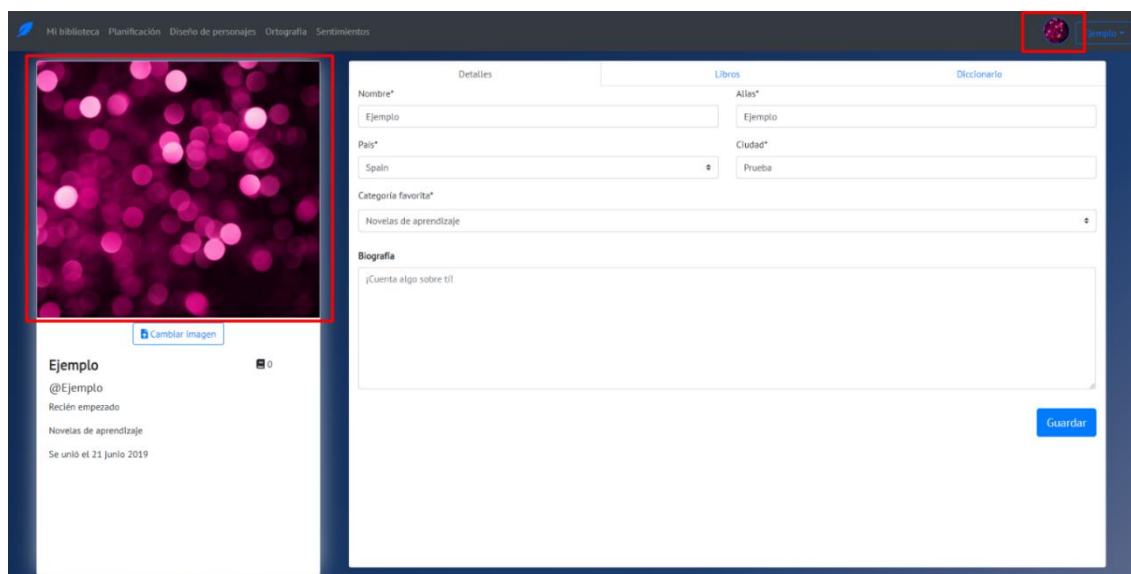 Mi biblioteca Planificación Diseño de personajes Ortografía Sentimientos
Ejemplo
Detalles Libros Diccionario
Nombre* Alias*
Ejemplo Ejemplo
País* Ciudad*
Spain Prueba
Categoría favorita*
Novelas de aprendizaje
Biografía
¡Cuenta algo sobre tí!
Guardar
Cambiar imagen
Ejemplo 0
@Ejemplo
Recién empezado
Novelas de aprendizaje
Se unió el 21 junio 2019